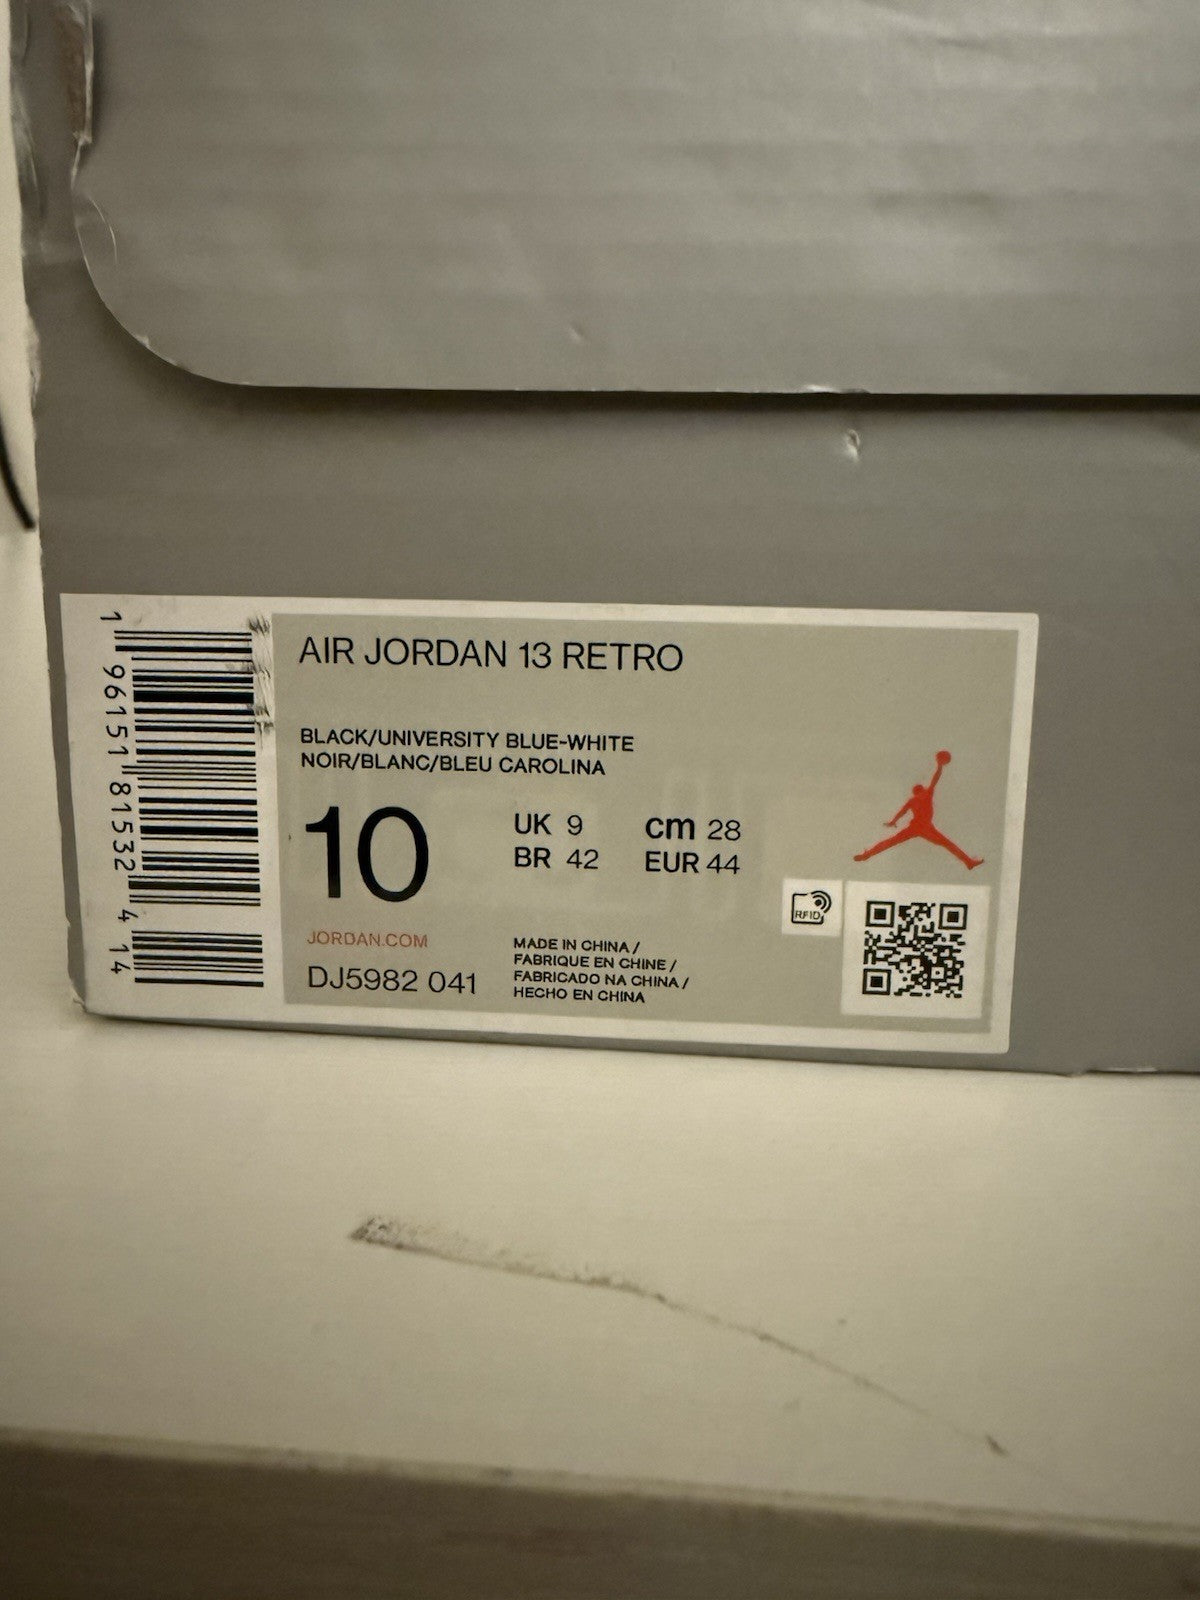 1 96151 81532 4 14
AIR JORDAN 13 RETRO
BLACK/UNIVERSITY BLUE-WHITE
NOIR/BLANC/BLEU CAROLINA
10
UK 9 cm 28
BR 42 EUR 44
RFID
JORDAN.COM
DJ5982 041
MADE IN CHINA /
FABRIQUE EN CHINE /
FABRICADO NA CHINA /
HECHO EN CHINA